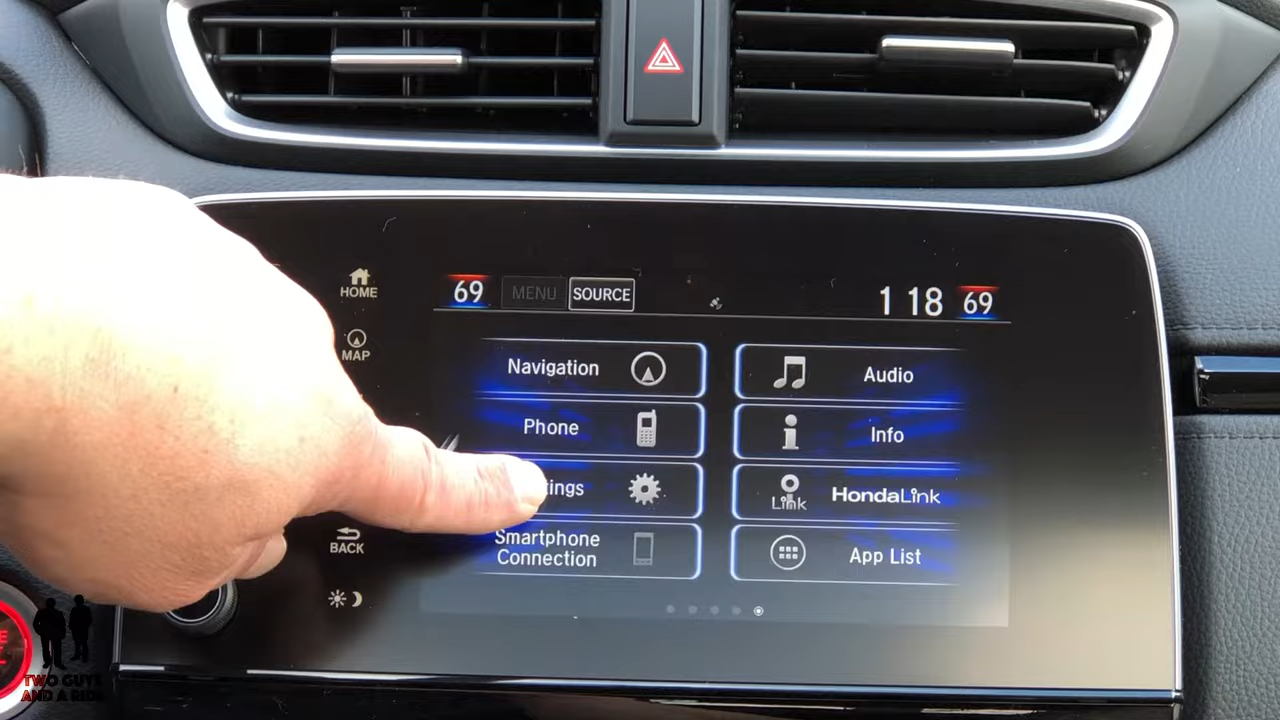 HOME
MAP
BACK
69 MENU SOURCE 1 18 69
Navigation
Phone
tings
Smartphone
Connection
Audio
Info
Link HondaLink
App List
TWO GUYS
AND A RIDE